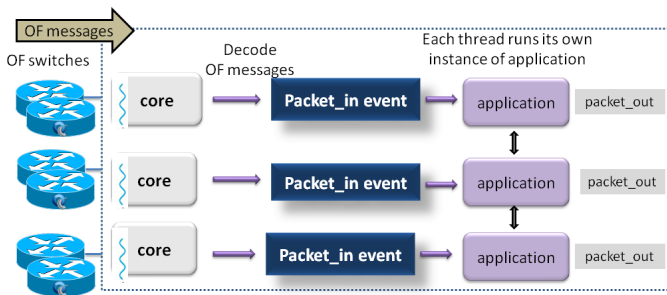 OF messages
OF switches
Decode
OF messages
Each thread runs its own
instance of application
core
Packet_in event
application
packet_out
core
Packet_in event
application
packet_out
core
Packet_in event
application
packet_out